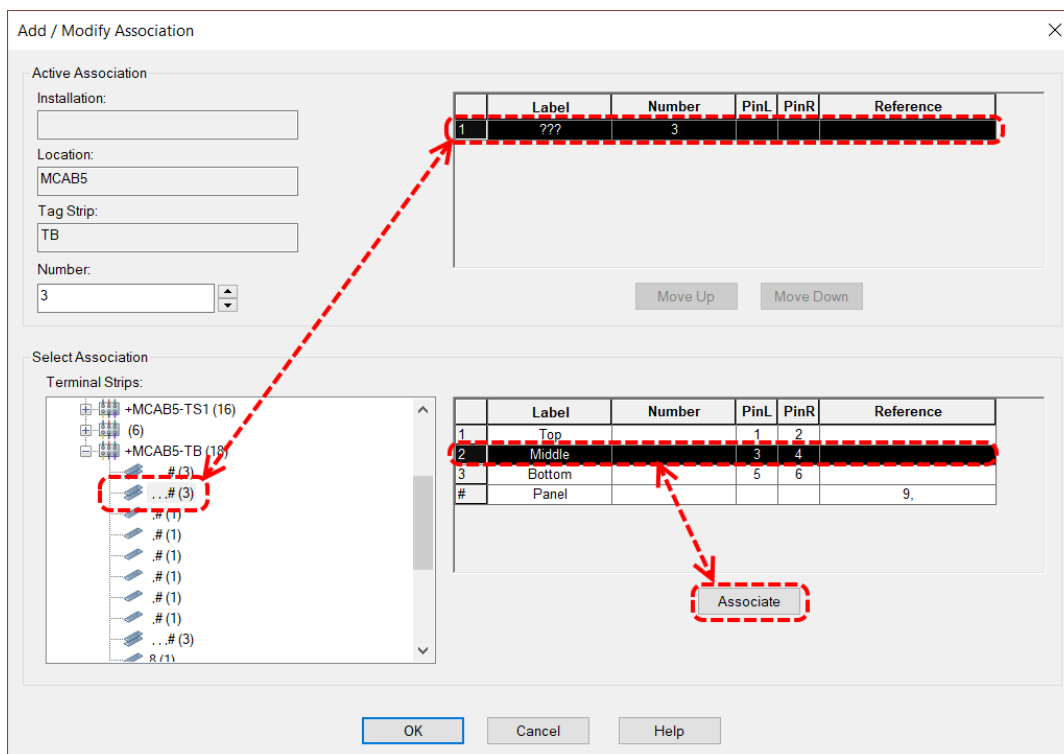 Add / Modify Association
Active Association
Installation:
Location:
MCAB5
Tag Strip:
TB
Number:
3
Label Number PinL PinR Reference
1 ??? 3
Move Up Move Down
Select Association
Terminal Strips:
+MCAB5-TS1 (16)
(6)
+MCAB5-TB (18)
. . .# (3)
. . .# (3)
.# (1)
.# (1)
.# (1)
.# (1)
.# (1)
.# (1)
. . .# (3)
8 (1)
Label Number PinL PinR Reference
1 Top 1 2
2 Middle 3 4
3 Bottom 5 6
# Panel 9,
Associate
OK Cancel Help